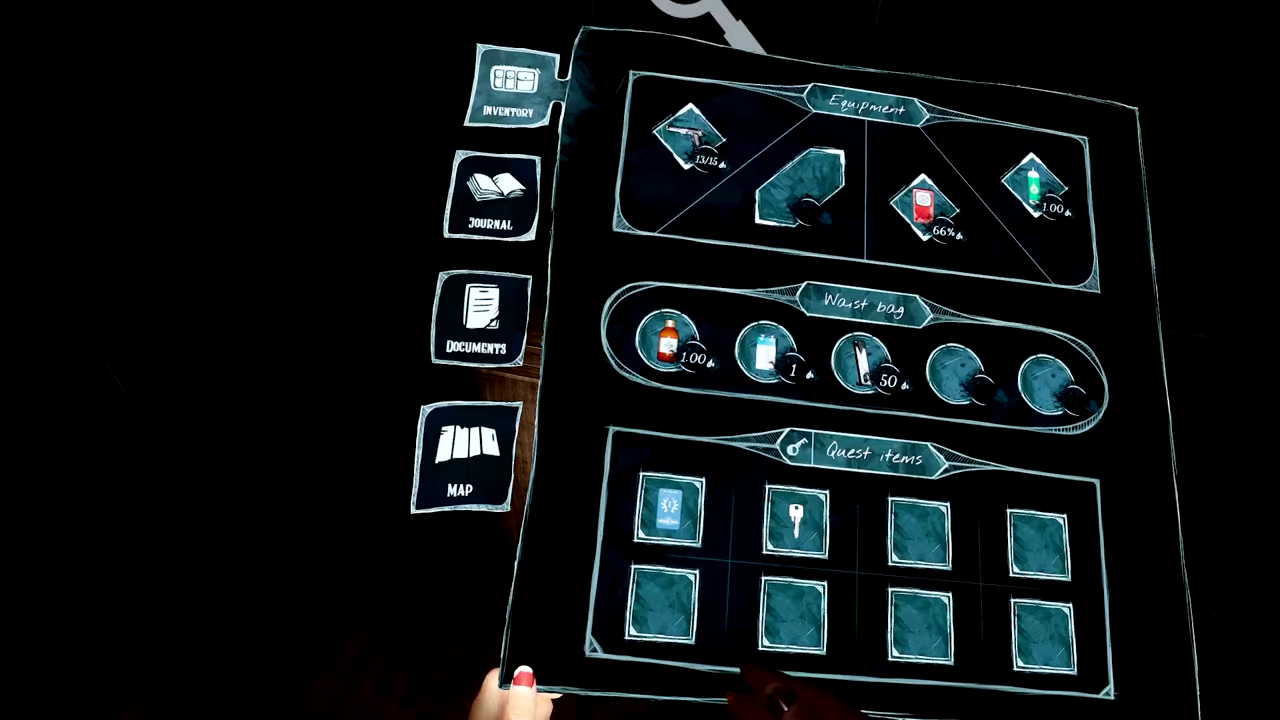 INVENTORY
JOURNAL
DOCUMENTS
MAP
Equipment
13/15
66%
1.00
Waist bag
1.00
1
50
Quest items